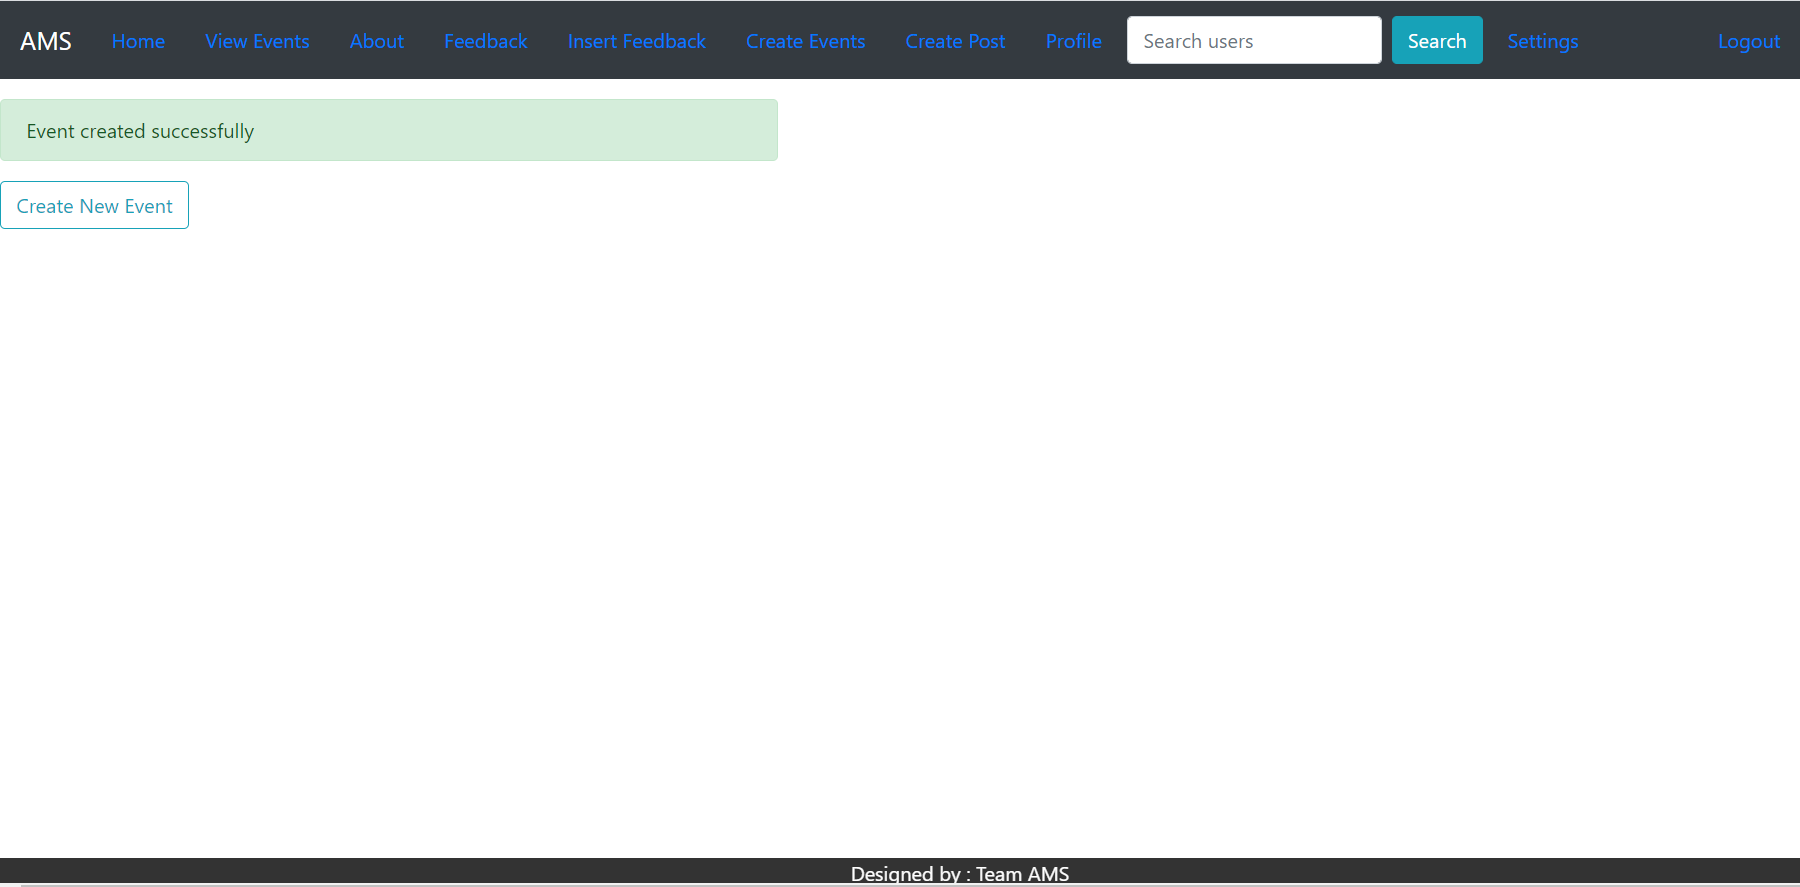 AMS Home View Events About Feedback Insert Feedback Create Events Create Post Profile Search users Search Settings Logout
Event created successfully
Create New Event
Designed by : Team AMS